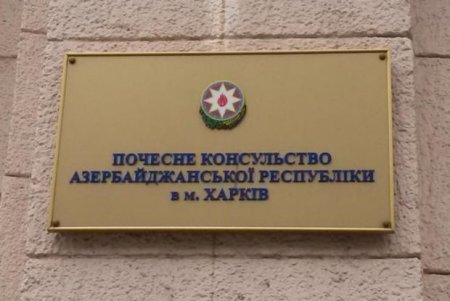 ПОЧЕСНЕ КОНСУЛЬСТВО
АЗЕРБАЙДЖАНСЬКОЇ РЕСПУБЛІКИ
в м. ХАРКІВ